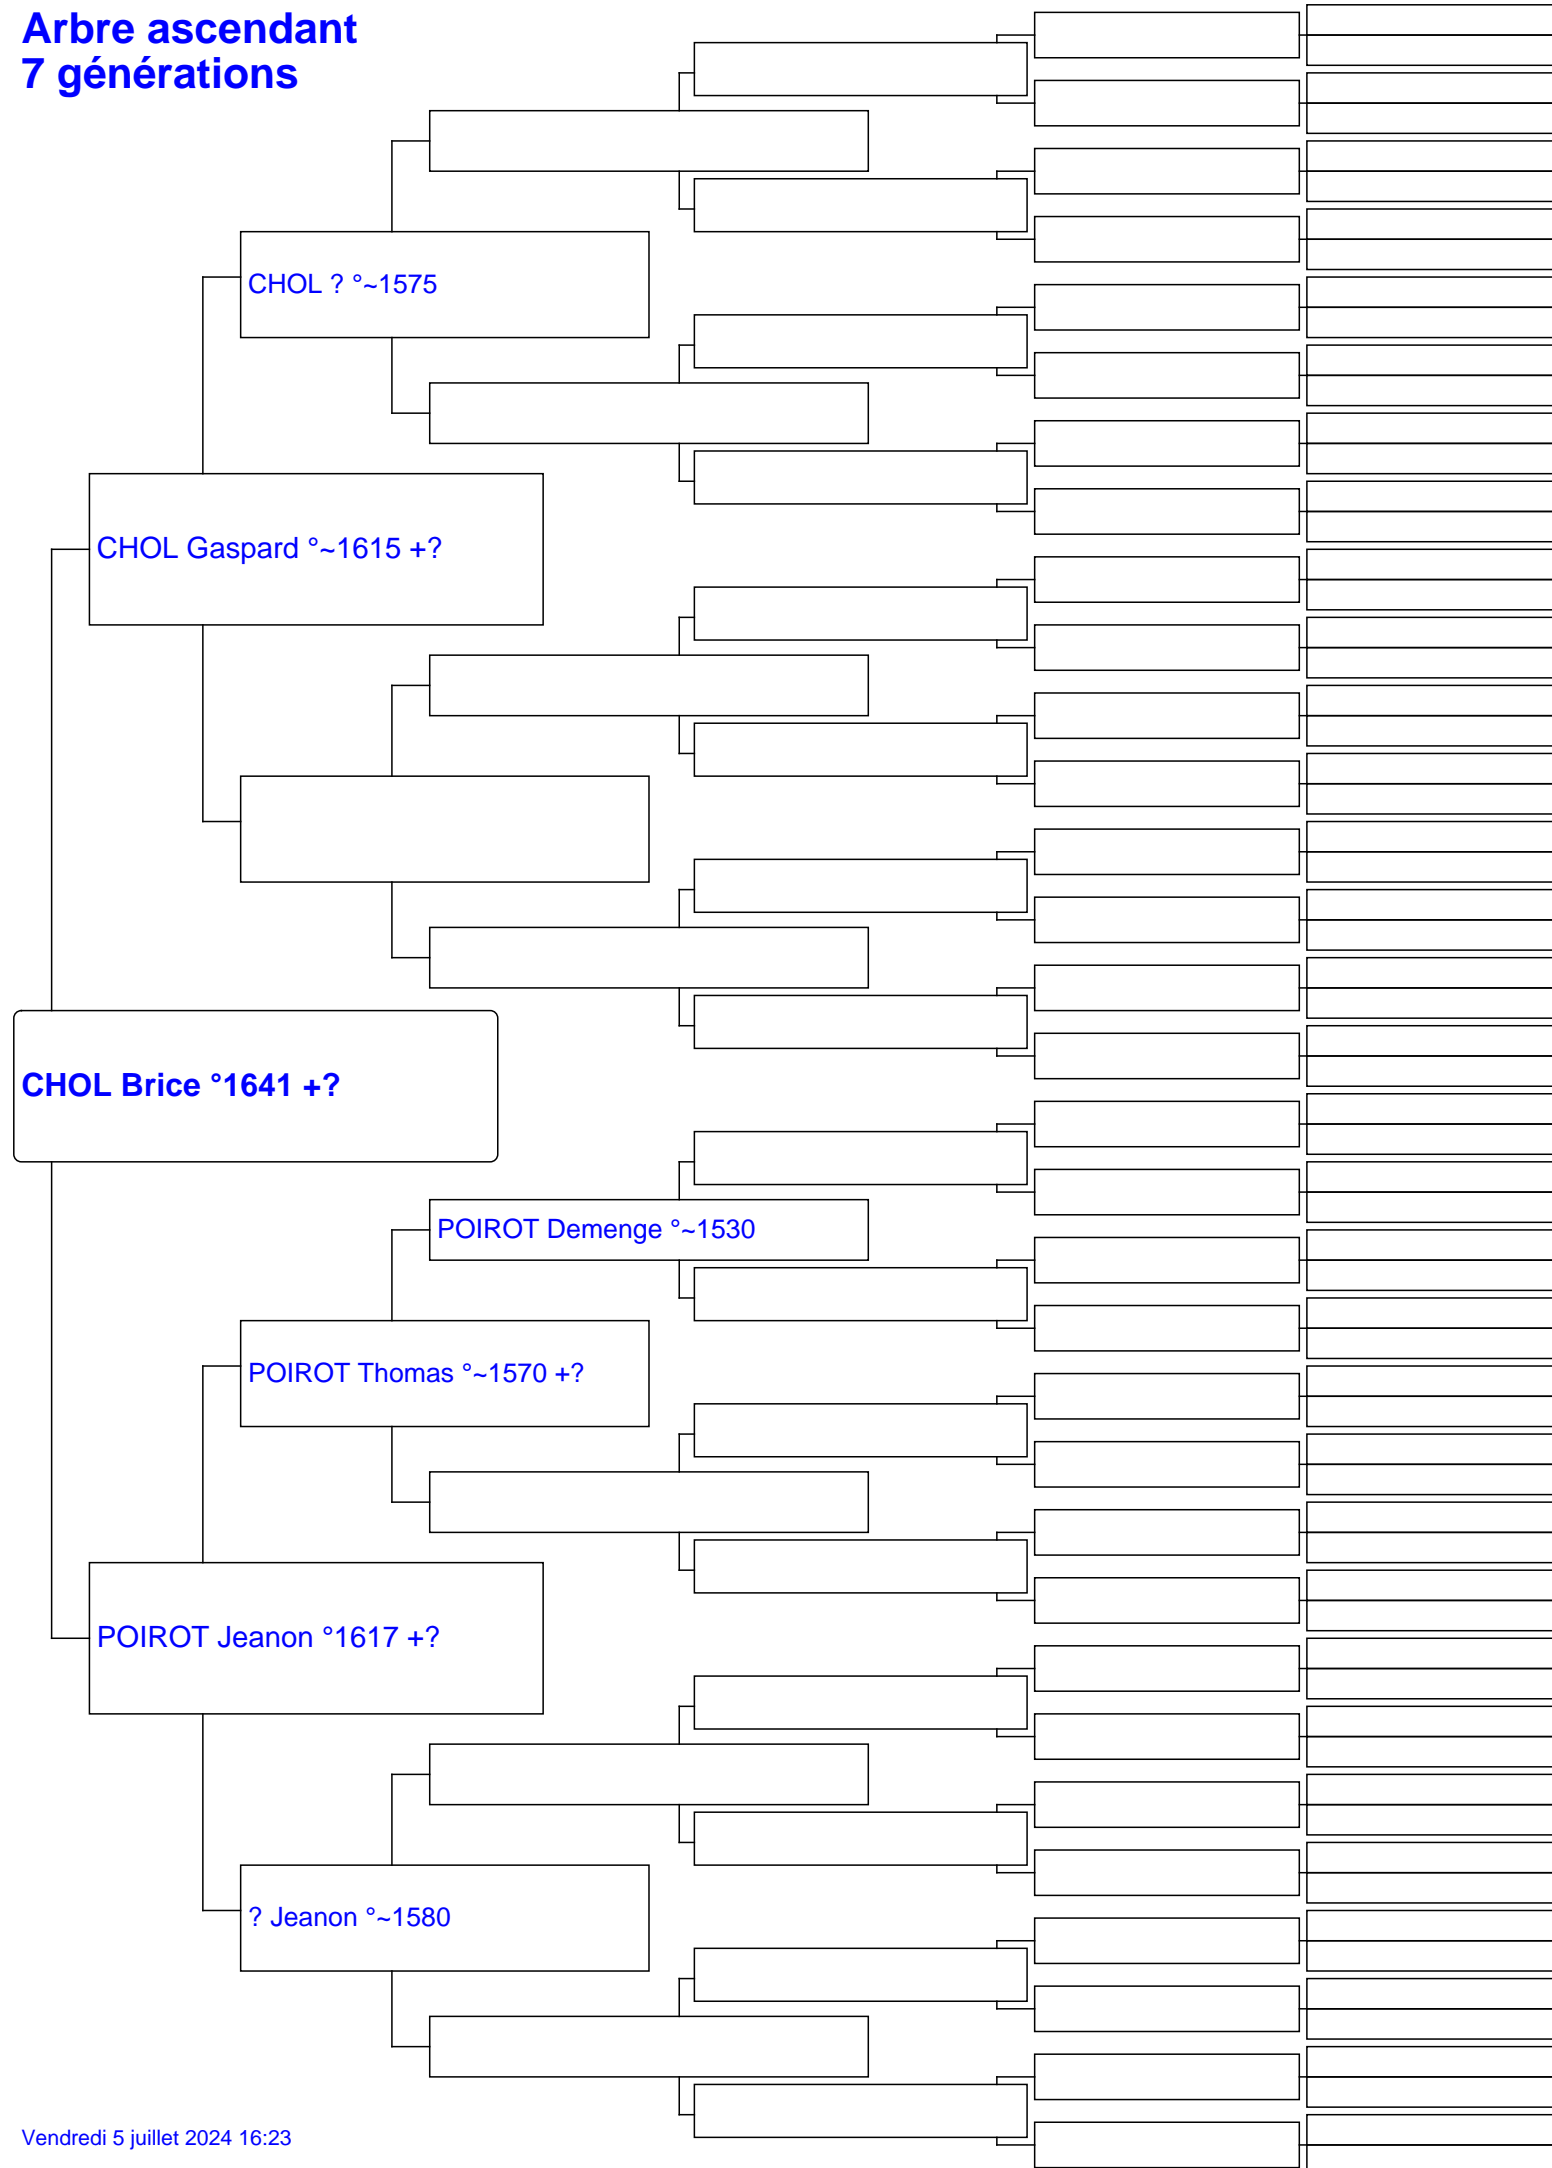 Arbre ascendant
7 générations
CHOL ? °~1575
CHOL Gaspard °~1615 +?
CHOL Brice °1641 +?
POIROT Demenge °~1530
POIROT Thomas °~1570 +?
POIROT Jeanon °1617 +?
? Jeanon °~1580
Vendredi 5 juillet 2024 16:23